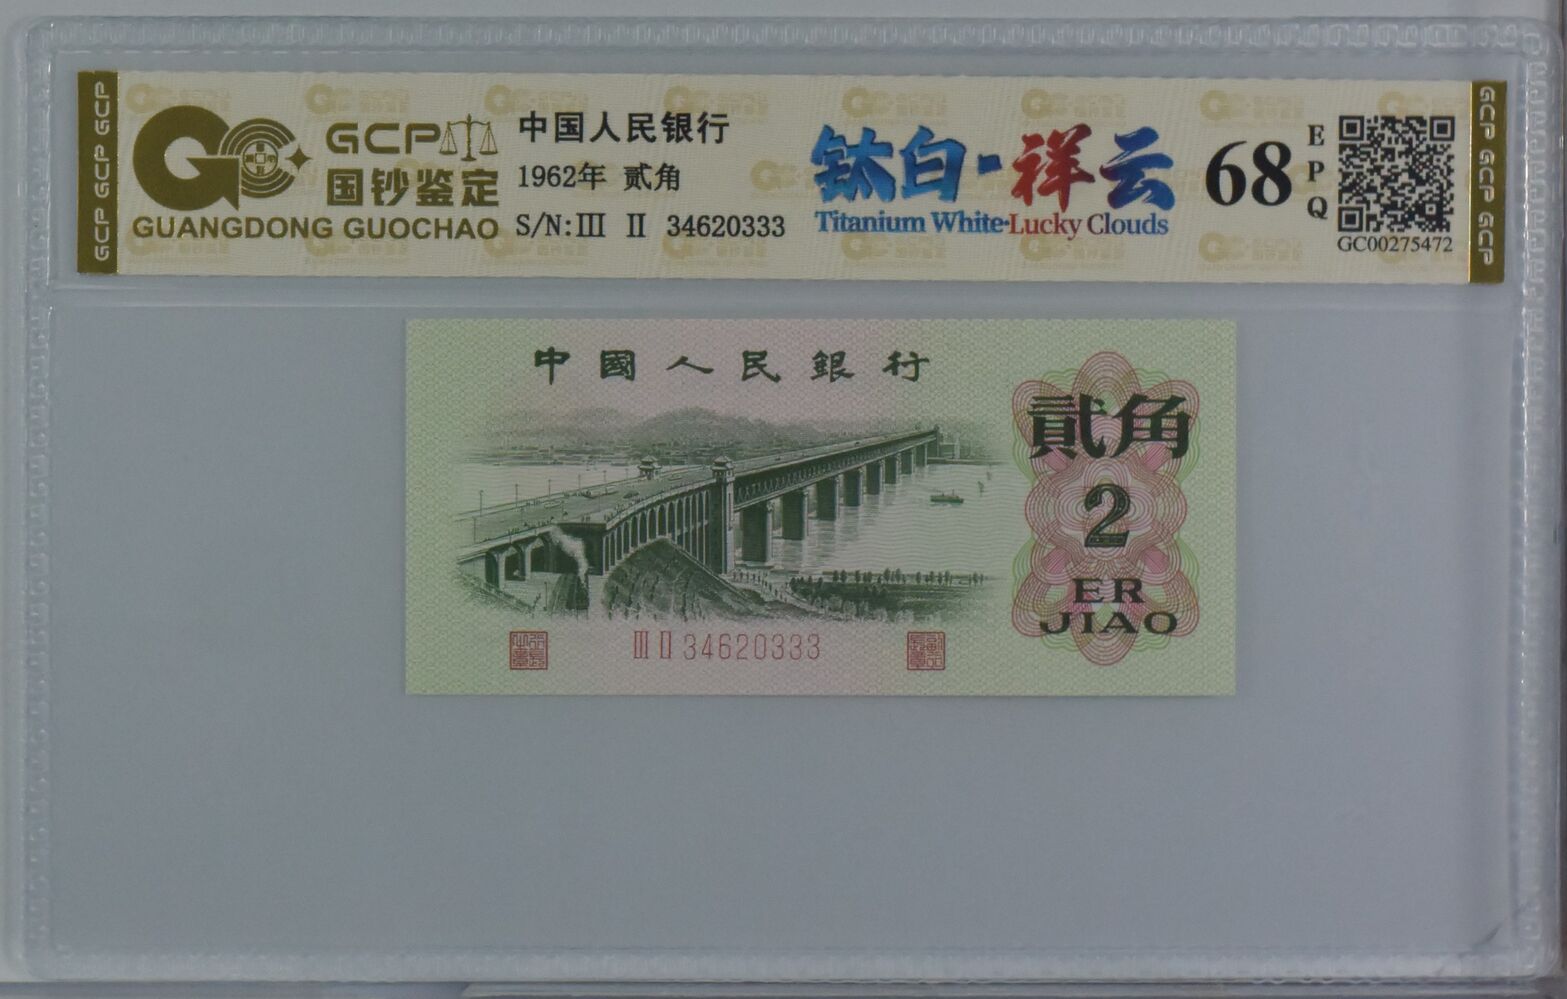 GCP GCP GCP
GCP
国钞鉴定
GUANGDONG GUOCHAO
中国人民银行
1962年 贰角
S/N:III II 34620333
钛白-祥云
Titanium White-Lucky Clouds
68
EPQ
GC00275472
GCP GCP GCP
中國人民銀行
貳角
2
ER
JIAO
III II 34620333